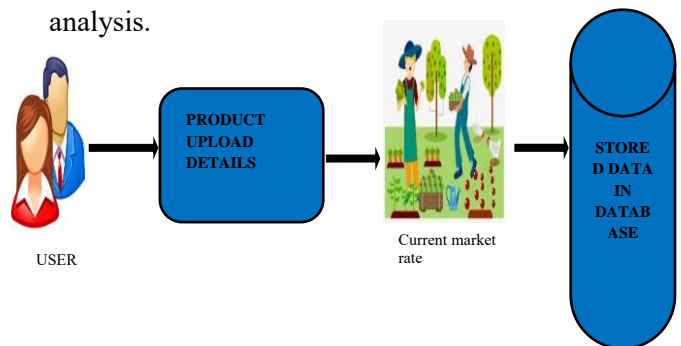 analysis.
PRODUCT
UPLOAD
DETAILS
STORE
D DATA
IN
DATAB
ASE
Current market
rate
USER